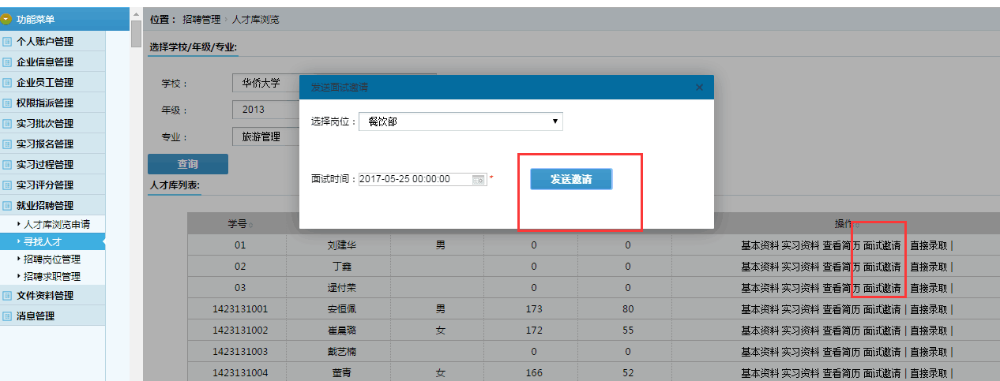 功能菜单
个人账户管理
企业信息管理
企业员工管理
权限指派管理
实习批次管理
实习报名管理
实习过程管理
实习评分管理
就业招聘管理
人才库浏览申请
寻找人才
招聘岗位管理
招聘求职管理
文件资料管理
消息管理
位置： 招聘管理 › 人才库浏览
选择学校/年级/专业:
学校： 华侨大学
年级： 2013
专业： 旅游管理
查询
人才库列表:
发送面试邀请 ×
选择岗位： 餐饮部
面试时间： 2017-05-25 00:00:00 *
发送邀请
学号 操作
01 刘建华 男 0 0 基本资料 实习资料 查看简历 面试邀请 | 直接录取 |
02 丁鑫 0 0 基本资料 实习资料 查看简历 面试邀请 | 直接录取 |
03 逯付荣 0 0 基本资料 实习资料 查看简历 面试邀请 | 直接录取 |
1423131001 安恒佩 男 173 80 基本资料 实习资料 查看简历 面试邀请 | 直接录取 |
1423131002 崔晨璐 女 172 55 基本资料 实习资料 查看简历 面试邀请 | 直接录取 |
1423131003 戴艺楠 0 0 基本资料 实习资料 查看简历 面试邀请 | 直接录取 |
1423131004 董青 女 166 52 基本资料 实习资料 查看简历 面试邀请 | 直接录取 |